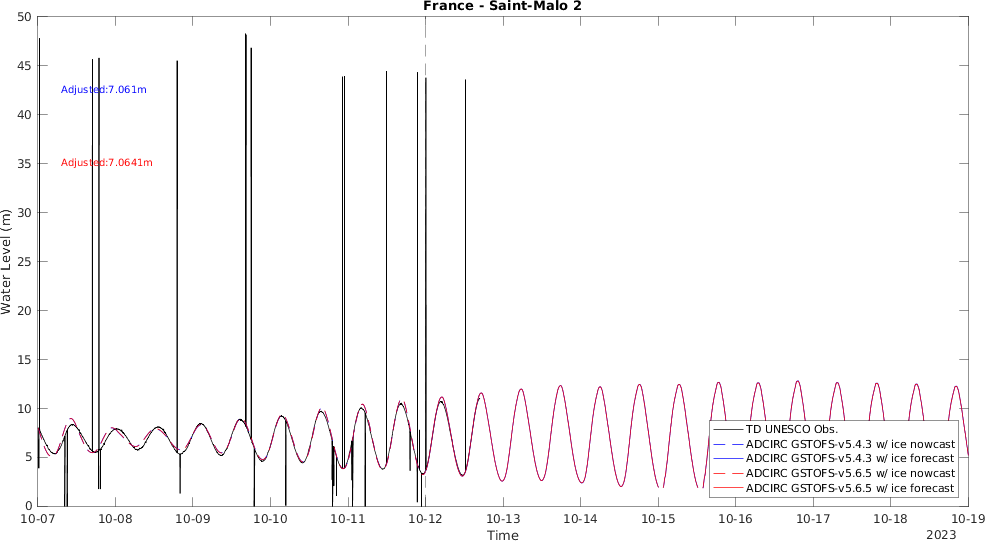 France - Saint-Malo 2
Water Level (m)
50
45
40
35
30
25
20
15
10
5
0
Adjusted:7.061m
Adjusted:7.0641m
TD UNESCO Obs.
ADCIRC GSTOFS-v5.4.3 w/ ice nowcast
ADCIRC GSTOFS-v5.4.3 w/ ice forecast
ADCIRC GSTOFS-v5.6.5 w/ ice nowcast
ADCIRC GSTOFS-v5.6.5 w/ ice forecast
10-07 10-08 10-09 10-10 10-11 10-12 10-13 10-14 10-15 10-16 10-17 10-18 10-19
Time
2023